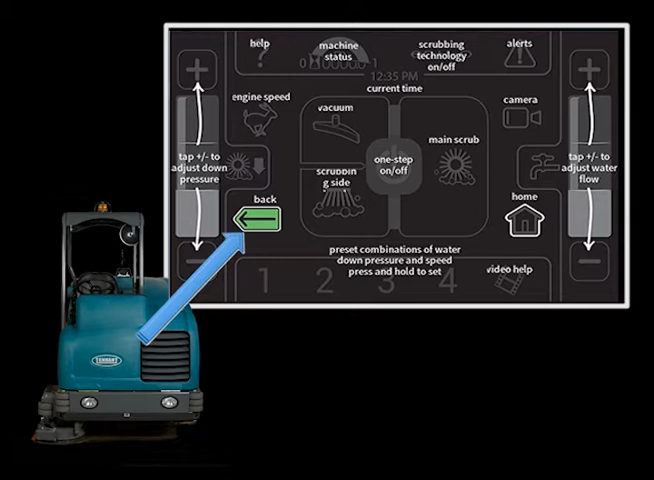 help
machine
status
scrubbing
technology
on/off
alerts
12:35 PM
current time
engine speed
vacuum
camera
main scrub
tap +/- to
adjust down
pressure
one-step
on/off
tap +/- to
adjust water
flow
scrubbin
g side
back
home
preset combinations of water
down pressure and speed
press and hold to set
video help
1 2 3 4
TENNANT